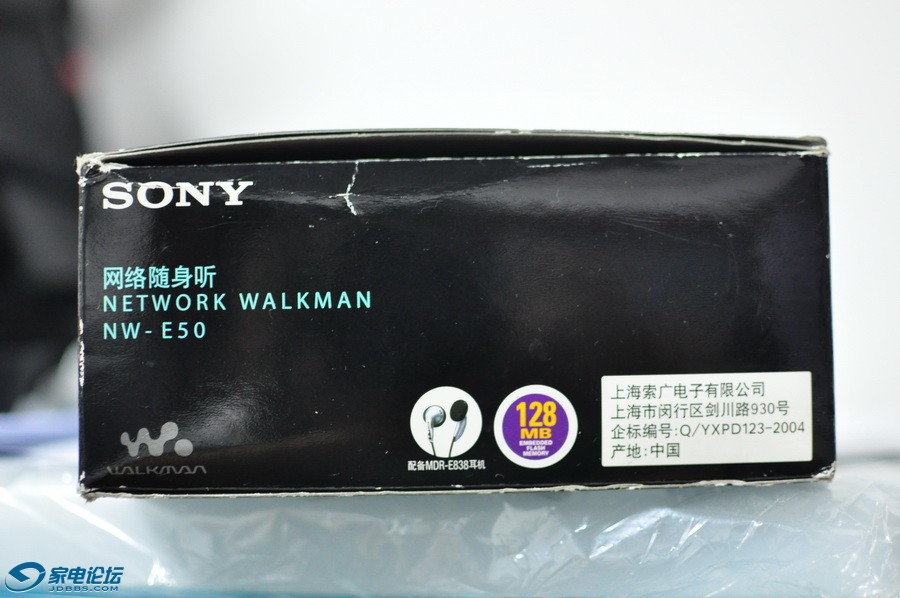 SONY
网络随身听
NETWORK WALKMAN
NW- E50
WALKMAN
配备MDR-E838耳机
128
MB
EMBEDDED
FLASH
MEMORY
上海索广电子有限公司
上海市闵行区剑川路930号
企标编号:Q/YXPD123-2004
产地:中国
家电论坛
JDBBS.COM